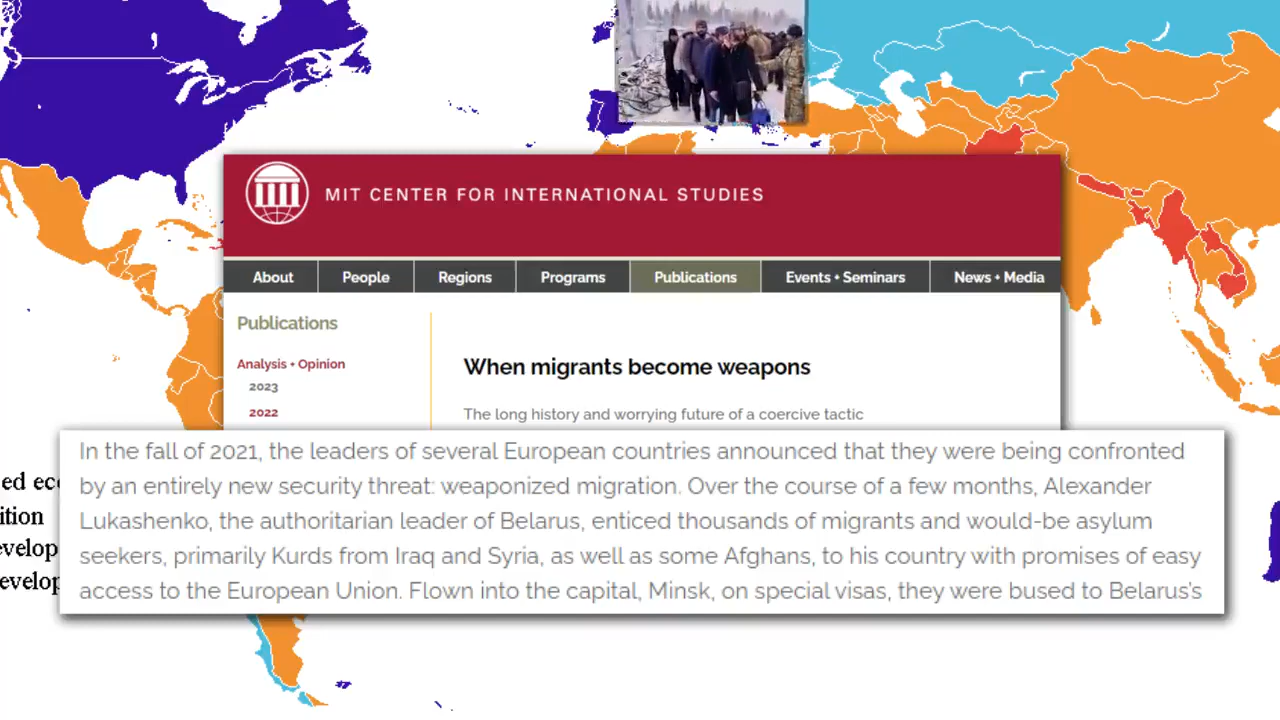 MIT CENTER FOR INTERNATIONAL STUDIES
About People Regions Programs Publications Events + Seminars News + Media
Publications
Analysis + Opinion
2023
2022
When migrants become weapons
The long history and worrying future of a coercive tactic
In the fall of 2021, the leaders of several European countries announced that they were being confronted
by an entirely new security threat: weaponized migration. Over the course of a few months, Alexander
Lukashenko, the authoritarian leader of Belarus, enticed thousands of migrants and would-be asylum
seekers, primarily Kurds from Iraq and Syria, as well as some Afghans, to his country with promises of easy
access to the European Union. Flown into the capital, Minsk, on special visas, they were bused to Belarus's